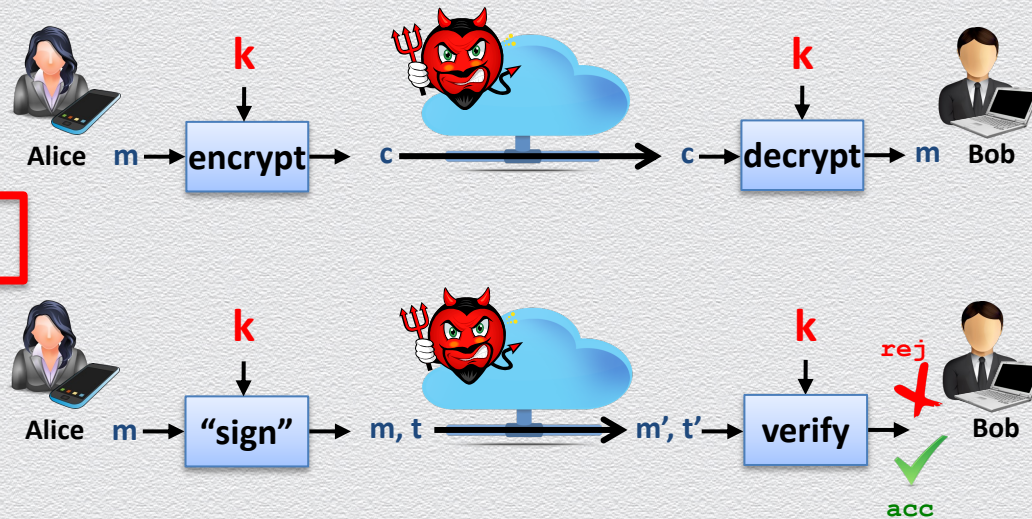 k k
Alice m encrypt c c decrypt m Bob
k k
rej
Alice m “sign” m, t m’, t’ verify Bob
acc